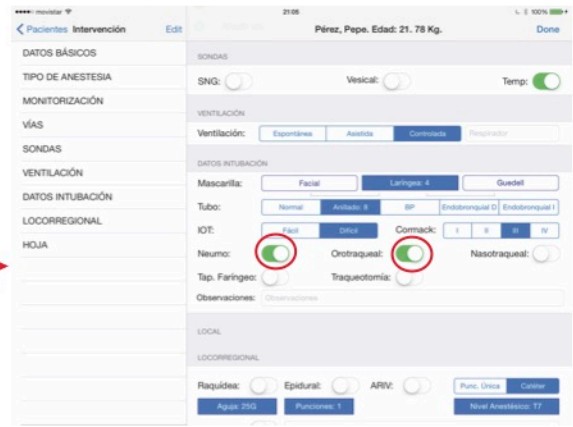 movistar 21:05 100%
Pacientes Intervención Edit Pérez, Pepe. Edad: 21. 78 Kg. Done
DATOS BÁSICOS
TIPO DE ANESTESIA
MONITORIZACIÓN
VÍAS
SONDAS
VENTILACIÓN
DATOS INTUBACIÓN
LOCORREGIONAL
HOJA
SONDAS
SNG: Vesical: Temp:
VENTILACIÓN
Ventilación: Espontánea Asistida Controlada Respirador
DATOS INTUBACIÓN
Mascarilla: Facial Laríngea: 4 Guedell
Tubo: Normal Anillado: 8 BP Endobronquial D Endobronquial I
IOT: Fácil Difícil Cormack: I II III IV
Neumo: Orotraqueal: Nasotraqueal:
Tap. Faríngeo: Traqueotomía:
Observaciones: Observaciones
LOCAL
LOCORREGIONAL
Raquídea: Epidural: ARIV: Punc. Única Catéter
Aguja: 25G Punciones: 1 Nivel Anestésico: T7